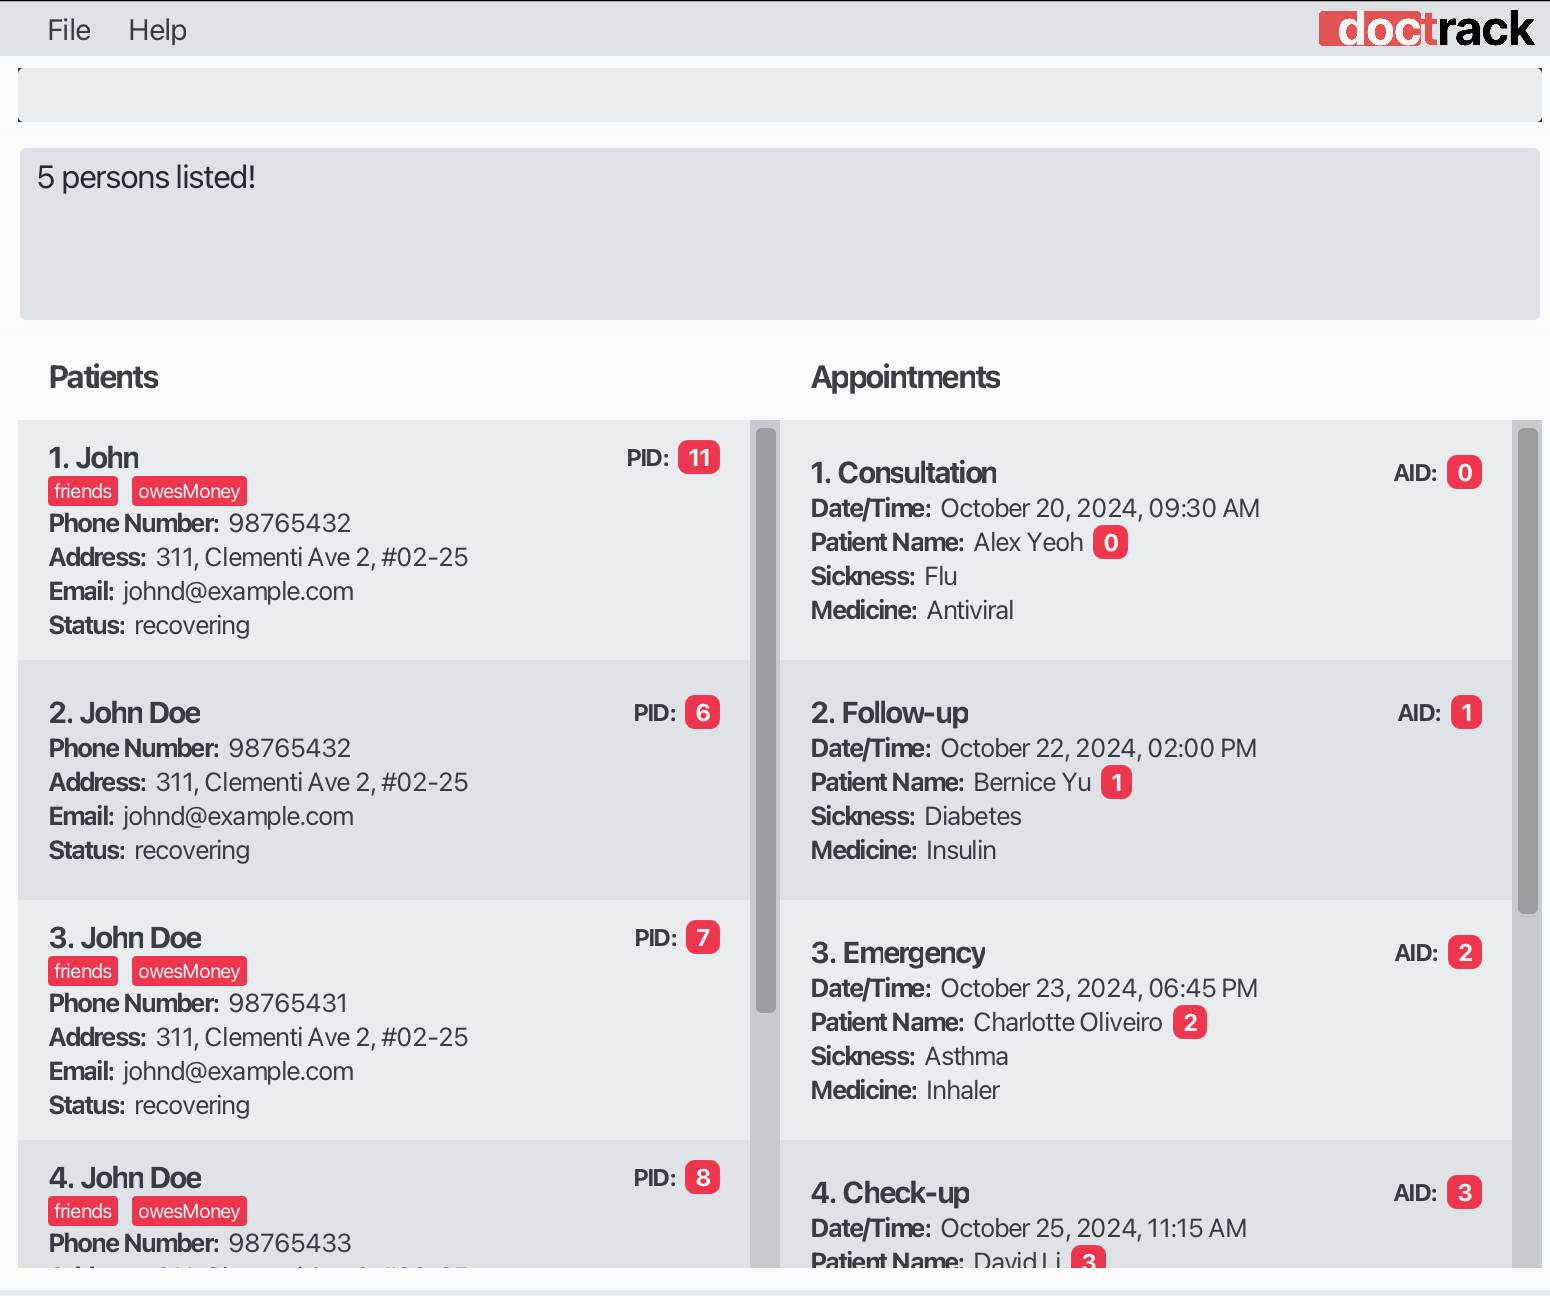 File Help
doctrack
5 persons listed!
Patients
1. John
PID: 11
friends owesMoney
Phone Number: 98765432
Address: 311, Clementi Ave 2, #02-25
Email: johnd@example.com
Status: recovering
2. John Doe
PID: 6
Phone Number: 98765432
Address: 311, Clementi Ave 2, #02-25
Email: johnd@example.com
Status: recovering
3. John Doe
PID: 7
friends owesMoney
Phone Number: 98765431
Address: 311, Clementi Ave 2, #02-25
Email: johnd@example.com
Status: recovering
4. John Doe
PID: 8
friends owesMoney
Phone Number: 98765433
Appointments
1. Consultation
AID: 0
Date/Time: October 20, 2024, 09:30 AM
Patient Name: Alex Yeoh 0
Sickness: Flu
Medicine: Antiviral
2. Follow-up
AID: 1
Date/Time: October 22, 2024, 02:00 PM
Patient Name: Bernice Yu 1
Sickness: Diabetes
Medicine: Insulin
3. Emergency
AID: 2
Date/Time: October 23, 2024, 06:45 PM
Patient Name: Charlotte Oliveiro 2
Sickness: Asthma
Medicine: Inhaler
4. Check-up
AID: 3
Date/Time: October 25, 2024, 11:15 AM
Patient Name: David Li 3